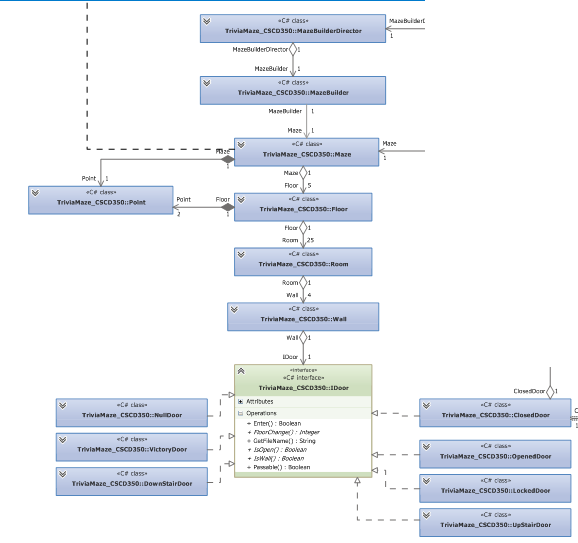 «C# class»
TriviaMaze_CSCD350::MazeBuilderDirector
MazeBuilderD
1
MazeBuilderDirector 1
MazeBuilder 1
«C# class»
TriviaMaze_CSCD350::MazeBuilder
MazeBuilder 1
Maze 1
«C# class»
TriviaMaze_CSCD350::Maze
Maze
1
Maze
1
Point 1
Maze 1
Floor 5
«C# class»
TriviaMaze_CSCD350::Point
Point
2
Floor
1
«C# class»
TriviaMaze_CSCD350::Floor
Floor 1
Room 25
«C# class»
TriviaMaze_CSCD350::Room
Room 1
Wall 4
«C# class»
TriviaMaze_CSCD350::Wall
Wall 1
IDoor 1
«interface»
«C# interface»
TriviaMaze_CSCD350::IDoor
Attributes
Operations
+ Enter() : Boolean
+ FloorChange() : Integer
+ GetFileName() : String
+ IsOpen() : Boolean
+ IsWall() : Boolean
+ Passable() : Boolean
«C# class»
TriviaMaze_CSCD350::NullDoor
«C# class»
TriviaMaze_CSCD350::VictoryDoor
«C# class»
TriviaMaze_CSCD350::DownStairDoor
ClosedDoor 1
«C# class»
TriviaMaze_CSCD350::ClosedDoor
C
1
«C# class»
TriviaMaze_CSCD350::OpenedDoor
«C# class»
TriviaMaze_CSCD350::LockedDoor
«C# class»
TriviaMaze_CSCD350::UpStairDoor